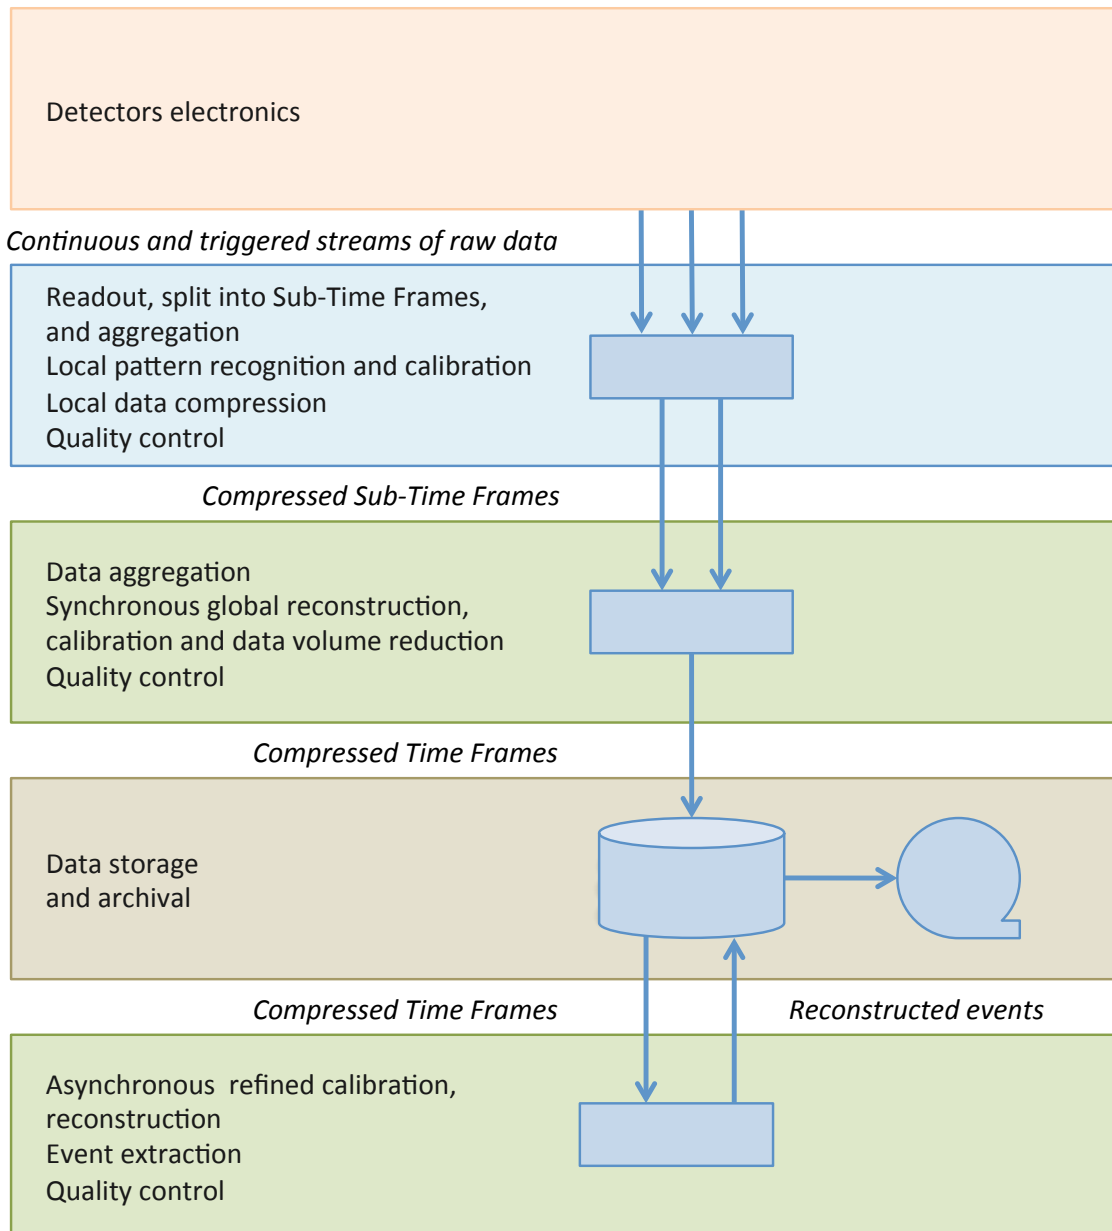 Detectors electronics
Continuous and triggered streams of raw data
Readout, split into Sub-Time Frames,
and aggregation
Local pattern recognition and calibration
Local data compression
Quality control
Compressed Sub-Time Frames
Data aggregation
Synchronous global reconstruction,
calibration and data volume reduction
Quality control
Compressed Time Frames
Data storage
and archival
Compressed Time Frames
Reconstructed events
Asynchronous refined calibration,
reconstruction
Event extraction
Quality control